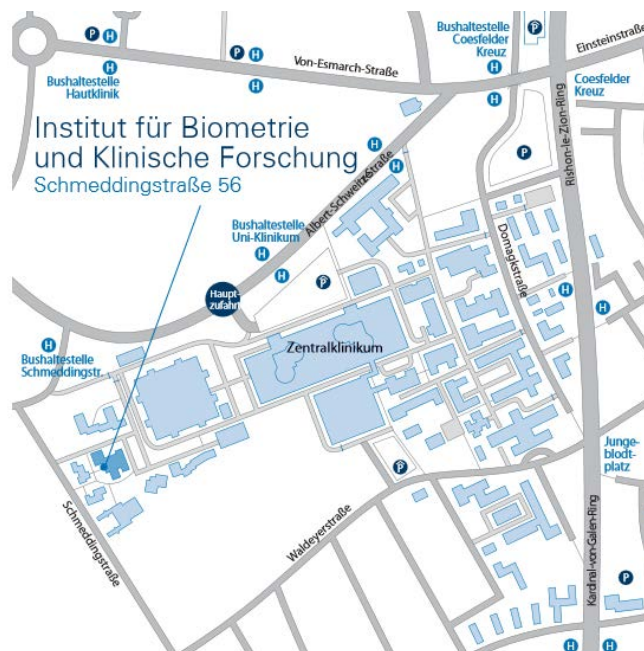 P
H
P
H
H
H
Bushaltestelle
Hautklinik
Von-Esmarch-Straße
Bushaltestelle
Coesfelder
Kreuz
H
H
P
Einsteinstraße
Coesfelder
Kreuz
Rishon-le-Zion-Ring
Institut für Biometrie
und Klinische Forschung
Schmeddingstraße 56
H
H
H
Albert-Schweitzer-Straße
P
Bushaltestelle
Uni-Klinikum
H
H
Domagkstraße
Haupt-
zufahrt
P
H
H
H
Bushaltestelle
Schmeddingstr.
Zentralklinikum
Junge-
blodt-
platz
P
Schmeddingstraße
Waldeyerstraße
Kardinal-von-Galen-Ring
P
H
H